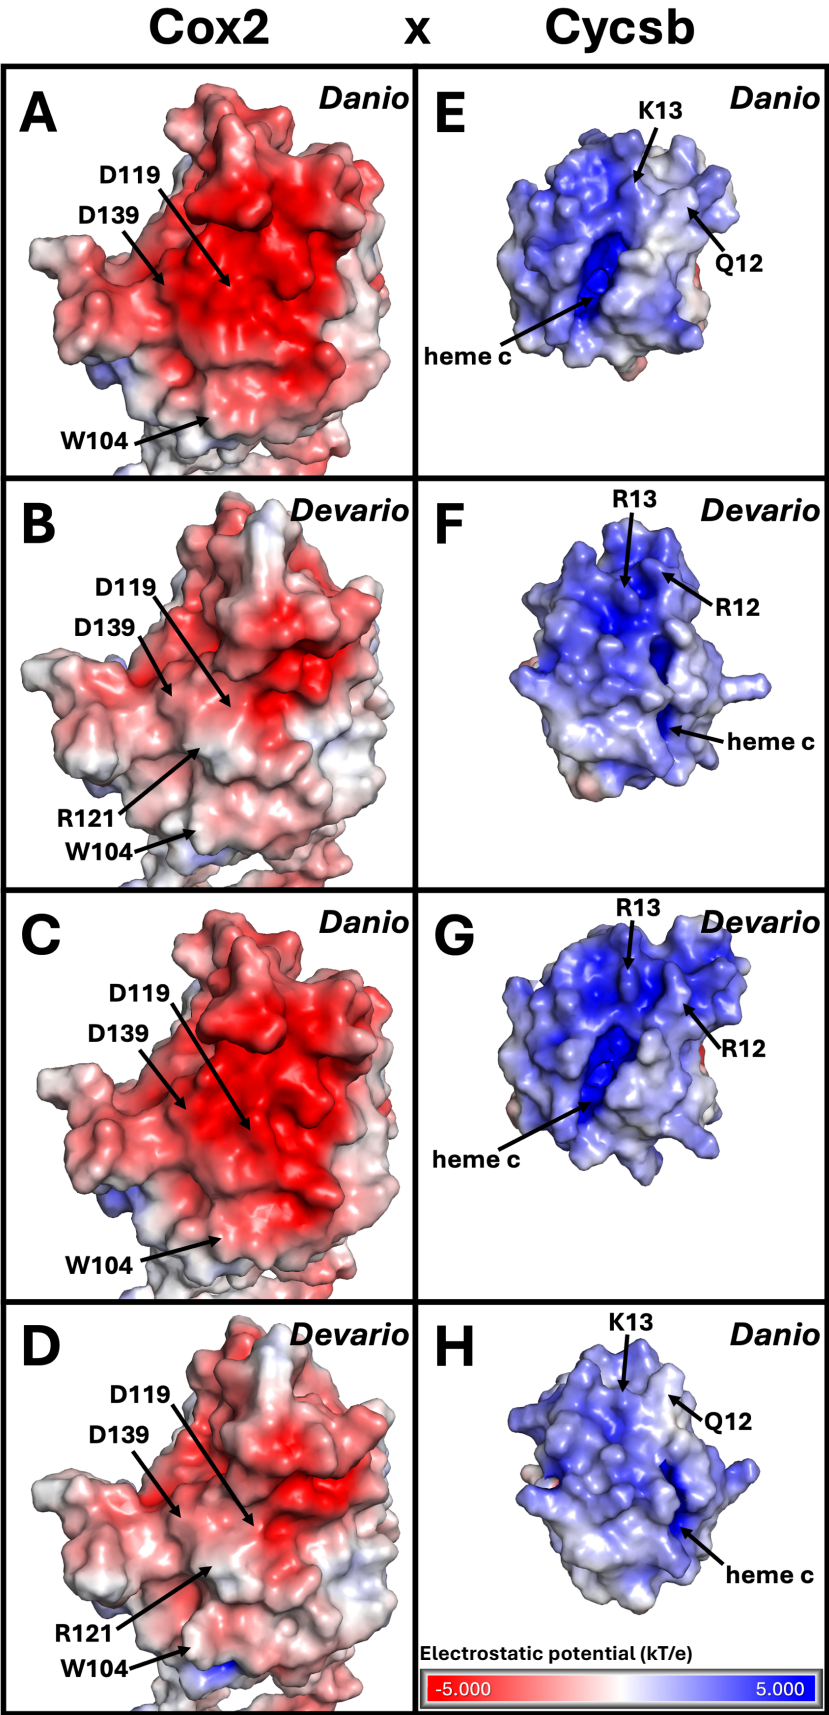 Cox2 x Cycsb
A
Danio
D119
D139
W104
E
Danio
K13
Q12
heme c
B
Devario
D119
D139
R121
W104
F
Devario
R13
R12
heme c
C
Danio
D119
D139
W104
G
Devario
R13
R12
heme c
D
Devario
D119
D139
R121
W104
H
Danio
K13
Q12
heme c
Electrostatic potential (kT/e)
-5.000 5.000